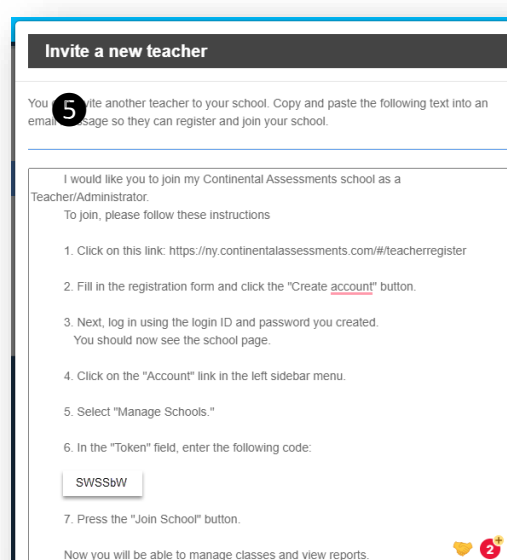 Invite a new teacher
You vite another teacher to your school. Copy and paste the following text into an
5
email ssage so they can register and join your school.
I would like you to join my Continental Assessments school as a
Teacher/Administrator.
To join, please follow these instructions
1. Click on this link: https://ny.continentalassessments.com/#/teacherregister
2. Fill in the registration form and click the "Create account" button.
3. Next, log in using the login ID and password you created.
You should now see the school page.
4. Click on the "Account" link in the left sidebar menu.
5. Select "Manage Schools."
6. In the "Token" field, enter the following code:
SWSSbW
7. Press the "Join School" button.
Now you will be able to manage classes and view reports.
2